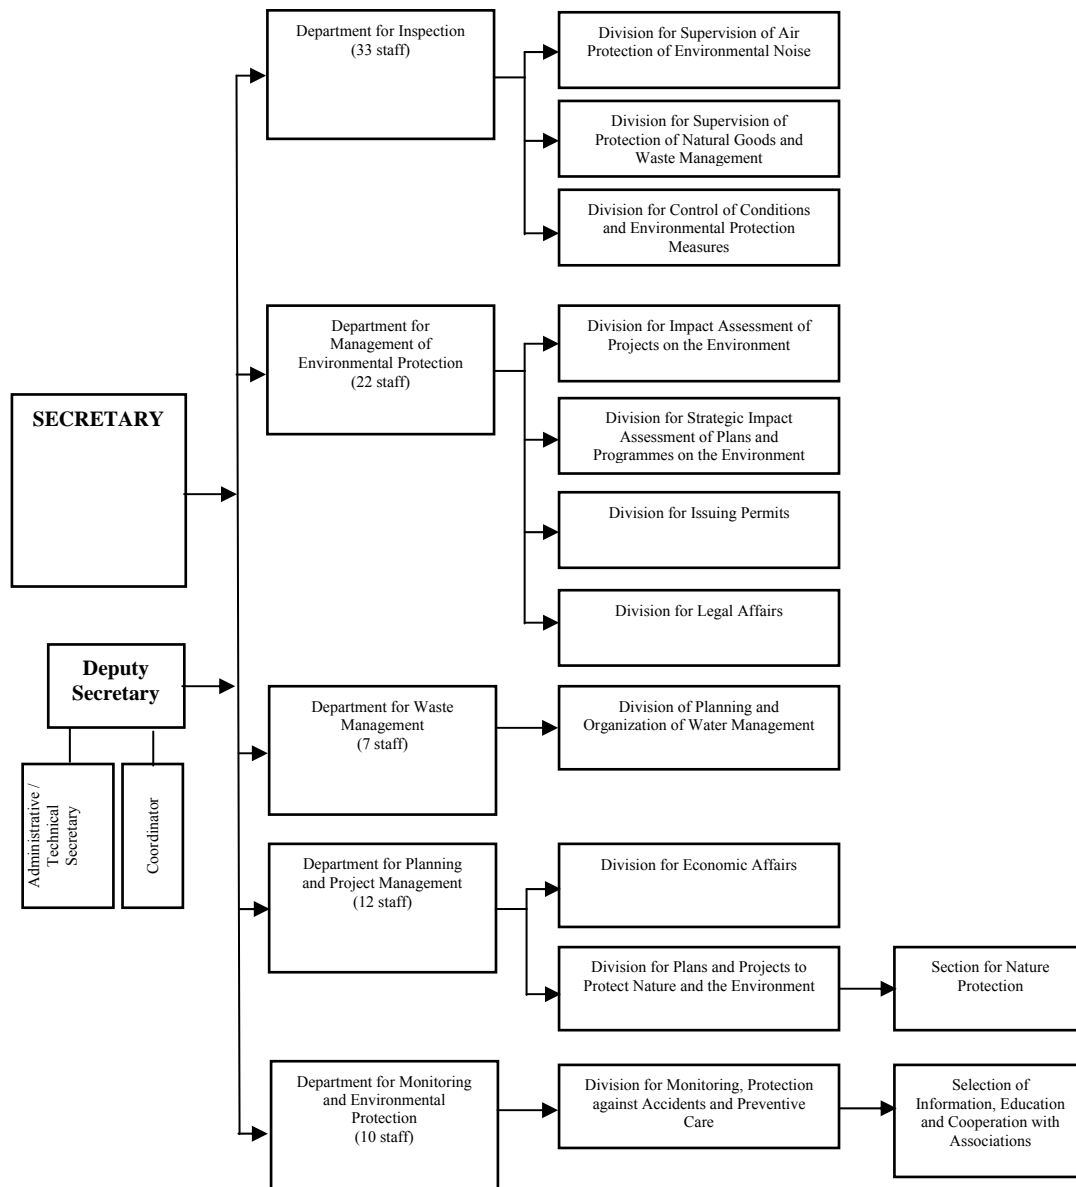 Department for Inspection
(33 staff)
Division for Supervision of Air
Protection of Environmental Noise
Division for Supervision of
Protection of Natural Goods and
Waste Management
Division for Control of Conditions
and Environmental Protection
Measures
Department for
Management of
Environmental Protection
(22 staff)
Division for Impact Assessment of
Projects on the Environment
Division for Strategic Impact
Assessment of Plans and
Programmes on the Environment
Division for Issuing Permits
Division for Legal Affairs
SECRETARY
Deputy
Secretary
Administrative /
Technical
Secretary
Coordinator
Department for Waste
Management
(7 staff)
Division of Planning and
Organization of Water Management
Department for Planning
and Project Management
(12 staff)
Division for Economic Affairs
Division for Plans and Projects to
Protect Nature and the Environment
Section for Nature
Protection
Department for Monitoring
and Environmental
Protection
(10 staff)
Division for Monitoring, Protection
against Accidents and Preventive
Care
Selection of
Information, Education
and Cooperation with
Associations